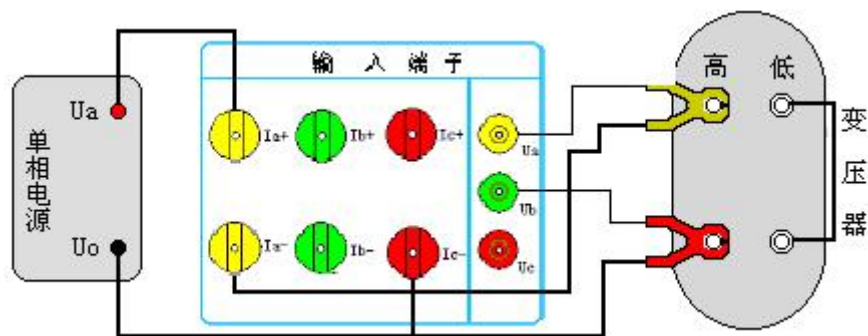 输 入 端 子
单相电源
Ua
Uo
Ia+
Ib+
Ic+
Ia-
Ib-
Ic-
Ua
Ub
Uc
高 低
变压器